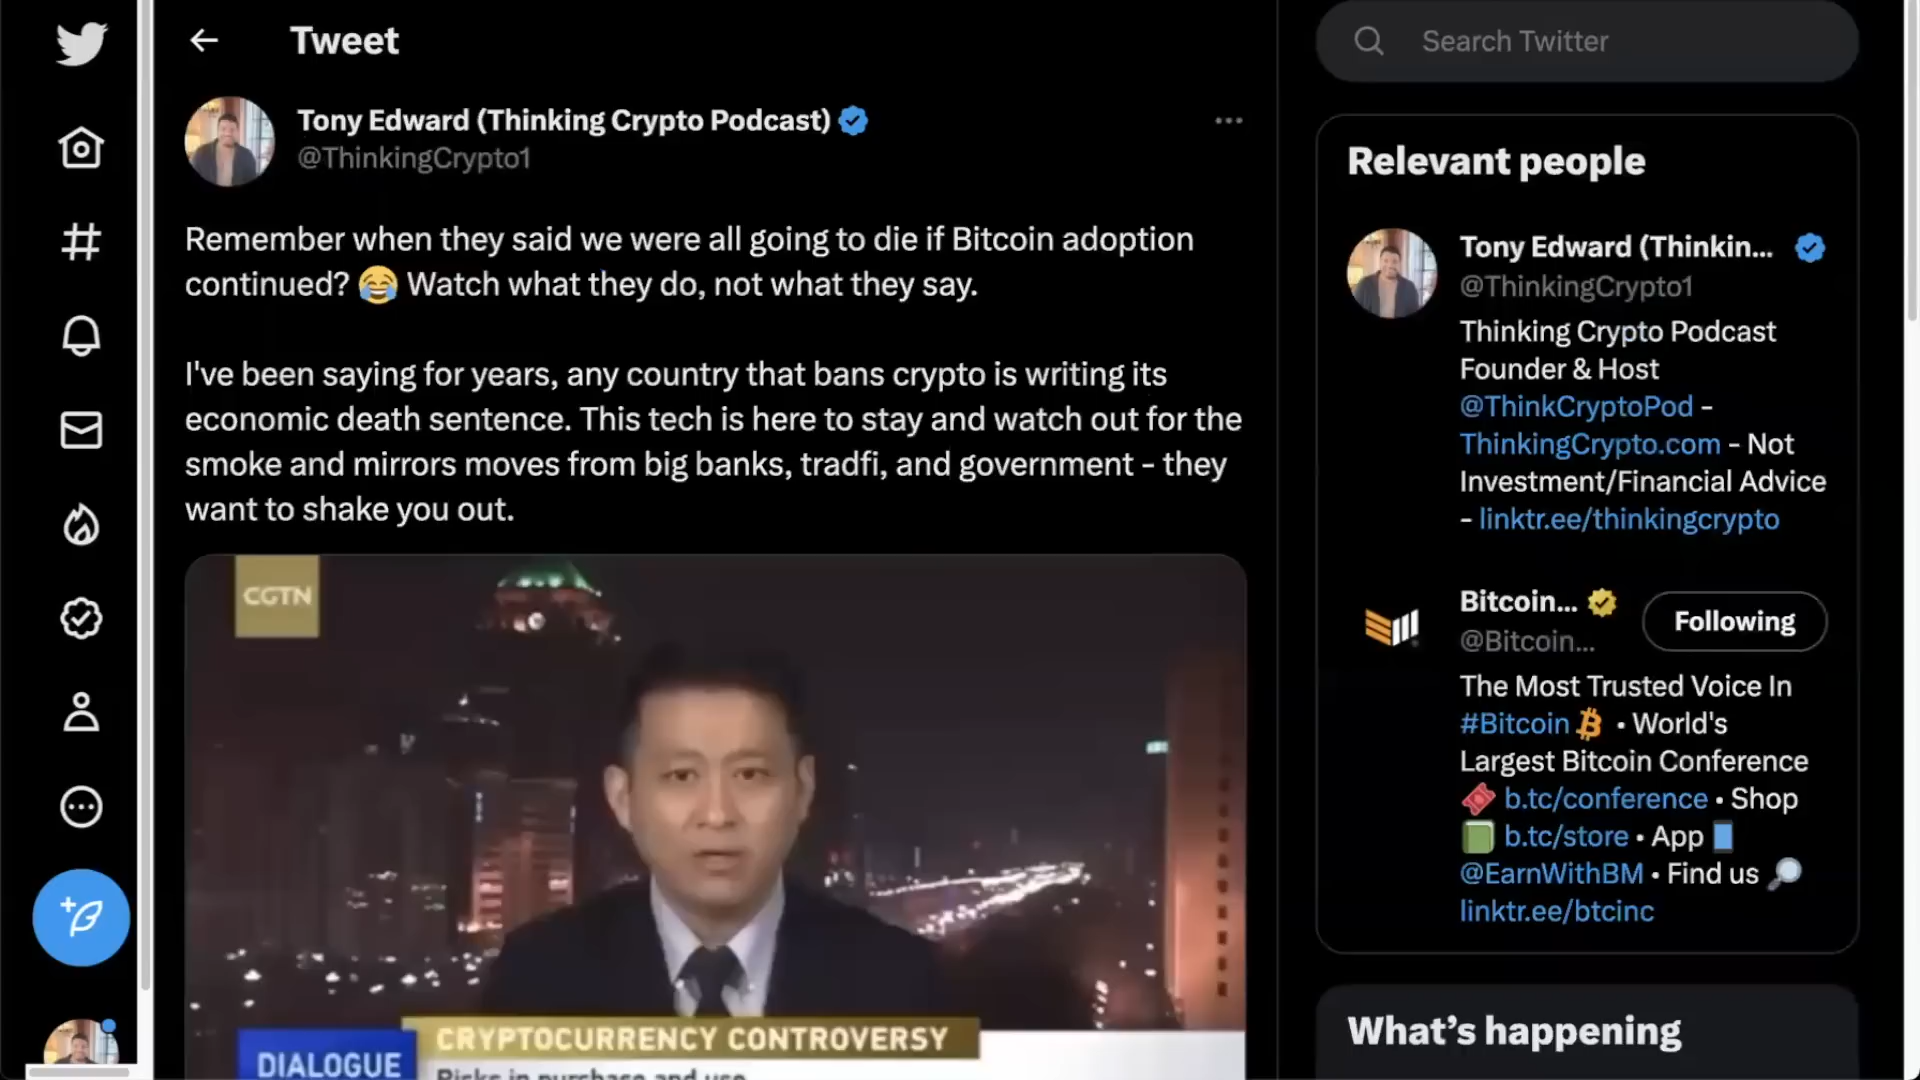 Tweet
Tony Edward (Thinking Crypto Podcast)
@ThinkingCrypto1
Remember when they said we were all going to die if Bitcoin adoption
continued? 😂 Watch what they do, not what they say.
I've been saying for years, any country that bans crypto is writing its
economic death sentence. This tech is here to stay and watch out for the
smoke and mirrors moves from big banks, tradfi, and government - they
want to shake you out.
CGTN
CRYPTOCURRENCY CONTROVERSY
DIALOGUE
Risks in purchase and use
Search Twitter
Relevant people
Tony Edward (Thinkin...
@ThinkingCrypto1
Thinking Crypto Podcast
Founder & Host
@ThinkCryptoPod -
ThinkingCrypto.com - Not
Investment/Financial Advice
- linktr.ee/thinkingcrypto
Bitcoin...
Following
@Bitcoin...
The Most Trusted Voice In
#Bitcoin • World's
Largest Bitcoin Conference
🎟️ b.tc/conference • Shop
📗 b.tc/store • App 📱
@EarnWithBM • Find us 🔎
linktr.ee/btcinc
What's happening